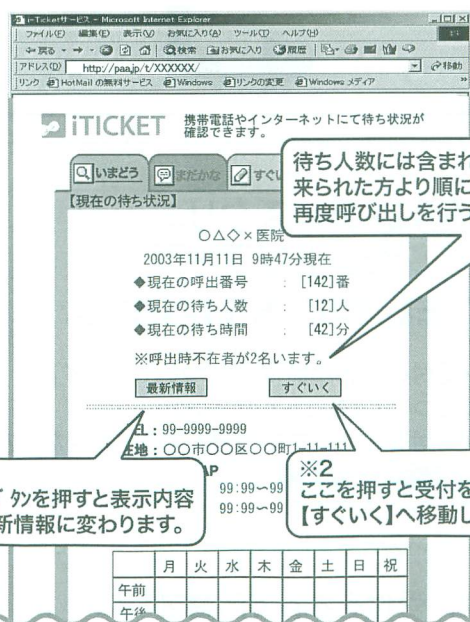 i-Ticketサービス - Microsoft Internet Explorer
ファイル(F) 編集(E) 表示(V) お気に入り(A) ツール(T) ヘルプ(H)
戻る 検索 お気に入り 履歴
アドレス(D) http://paa.jp/t/XXXXXX/ 移動
リンク HotMail の無料サービス Windows リンクの変更 Windows メディア
iTICKET 携帯電話やインターネットにて待ち状況が
確認できます。
いまどう まだかな すぐい
【現在の待ち状況】
待ち人数には含まれ
来られた方より順に
再度呼び出しを行う
○△◇×医院
2003年11月11日 9時47分現在
◆現在の呼出番号 : [142]番
◆現在の待ち人数 : [12]人
◆現在の待ち時間 : [42]分
※呼出時不在者が2名います。
最新情報 すぐいく
EL : 99-9999-9999
在地 : 〇〇市〇〇区〇〇町1-11-111
AP
99:99~99
99:99~99
タンを押すと表示内容
新情報に変わります。
※2
ここを押すと受付を
【すぐいく】へ移動し
月 火 水 木 金 土 日 祝
午前
午後